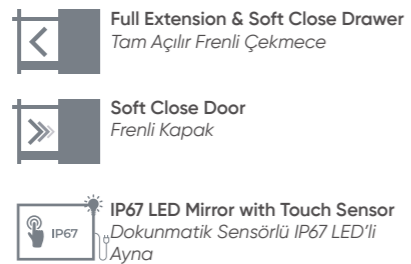 Full Extension & Soft Close Drawer
Tam Açılır Frenli Çekmece
Soft Close Door
Frenli Kapak
IP67 LED Mirror with Touch Sensor
IP67
Dokunmatik Sensörlü IP67 LED'li
Ayna